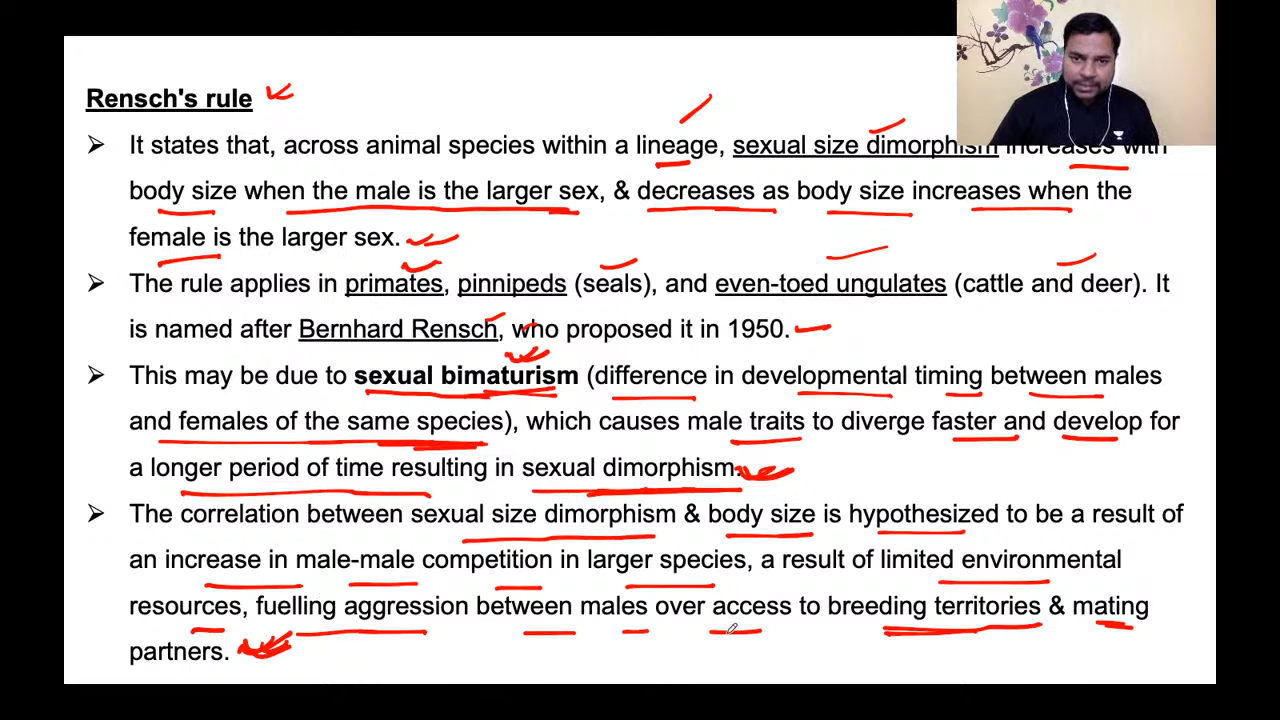 Rensch's rule
➢ It states that, across animal species within a lineage, sexual size dimorphism increases with
body size when the male is the larger sex, & decreases as body size increases when the
female is the larger sex.
➢ The rule applies in primates, pinnipeds (seals), and even-toed ungulates (cattle and deer). It
is named after Bernhard Rensch, who proposed it in 1950.
➢ This may be due to sexual bimaturism (difference in developmental timing between males
and females of the same species), which causes male traits to diverge faster and develop for
a longer period of time resulting in sexual dimorphism.
➢ The correlation between sexual size dimorphism & body size is hypothesized to be a result of
an increase in male-male competition in larger species, a result of limited environmental
resources, fuelling aggression between males over access to breeding territories & mating
partners.